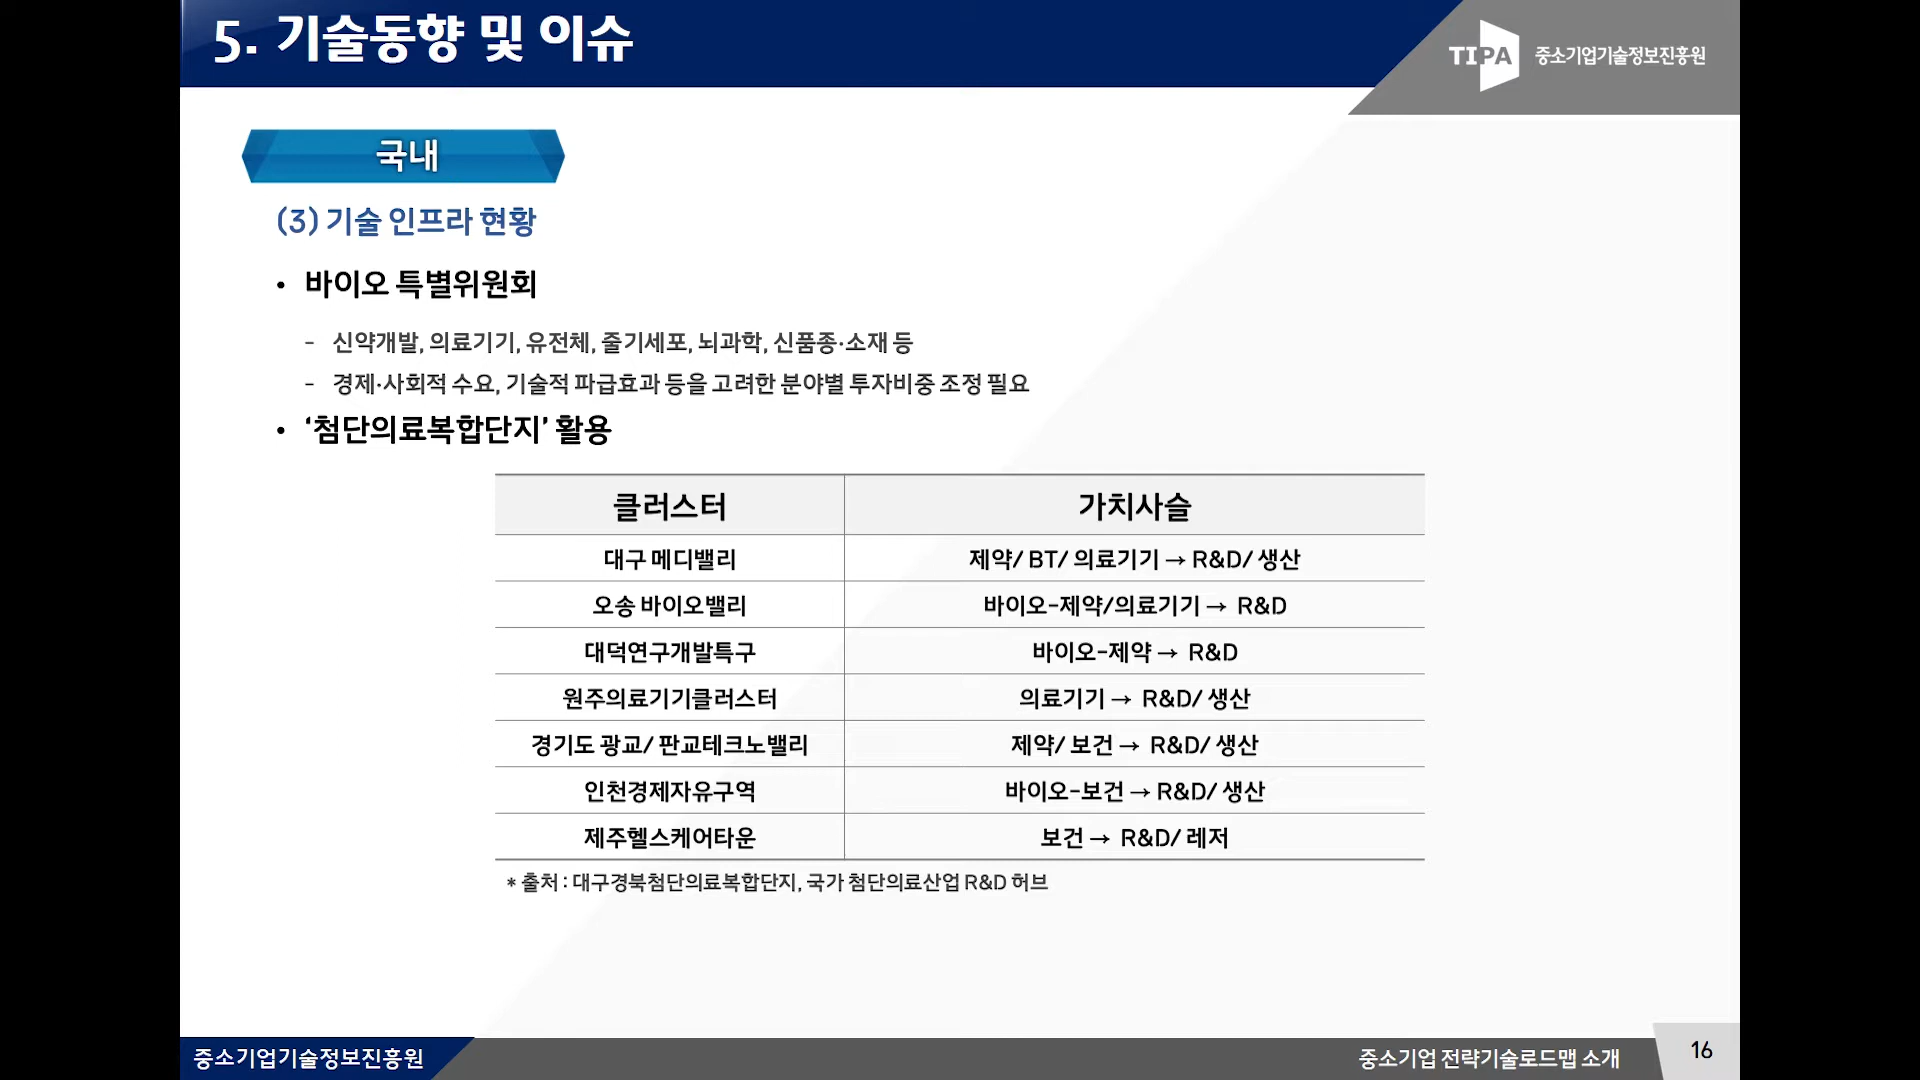 5. 기술동향 및 이슈
TIPA 중소기업기술정보진흥원
국내
(3) 기술 인프라 현황
• 바이오 특별위원회
- 신약개발, 의료기기, 유전체, 줄기세포, 뇌과학, 신품종·소재 등
- 경제·사회적 수요, 기술적 파급효과 등을 고려한 분야별 투자비중 조정 필요
• ‘첨단의료복합단지’ 활용
클러스터 가치사슬
대구 메디밸리 제약/ BT/ 의료기기 → R&D/ 생산
오송 바이오밸리 바이오-제약/의료기기 → R&D
대덕연구개발특구 바이오-제약 → R&D
원주의료기기클러스터 의료기기 → R&D/ 생산
경기도 광교/ 판교테크노밸리 제약/ 보건 → R&D/ 생산
인천경제자유구역 바이오-보건 → R&D/ 생산
제주헬스케어타운 보건 → R&D/ 레저
* 출처 : 대구경북첨단의료복합단지, 국가 첨단의료산업 R&D 허브
중소기업기술정보진흥원
중소기업 전략기술로드맵 소개
16